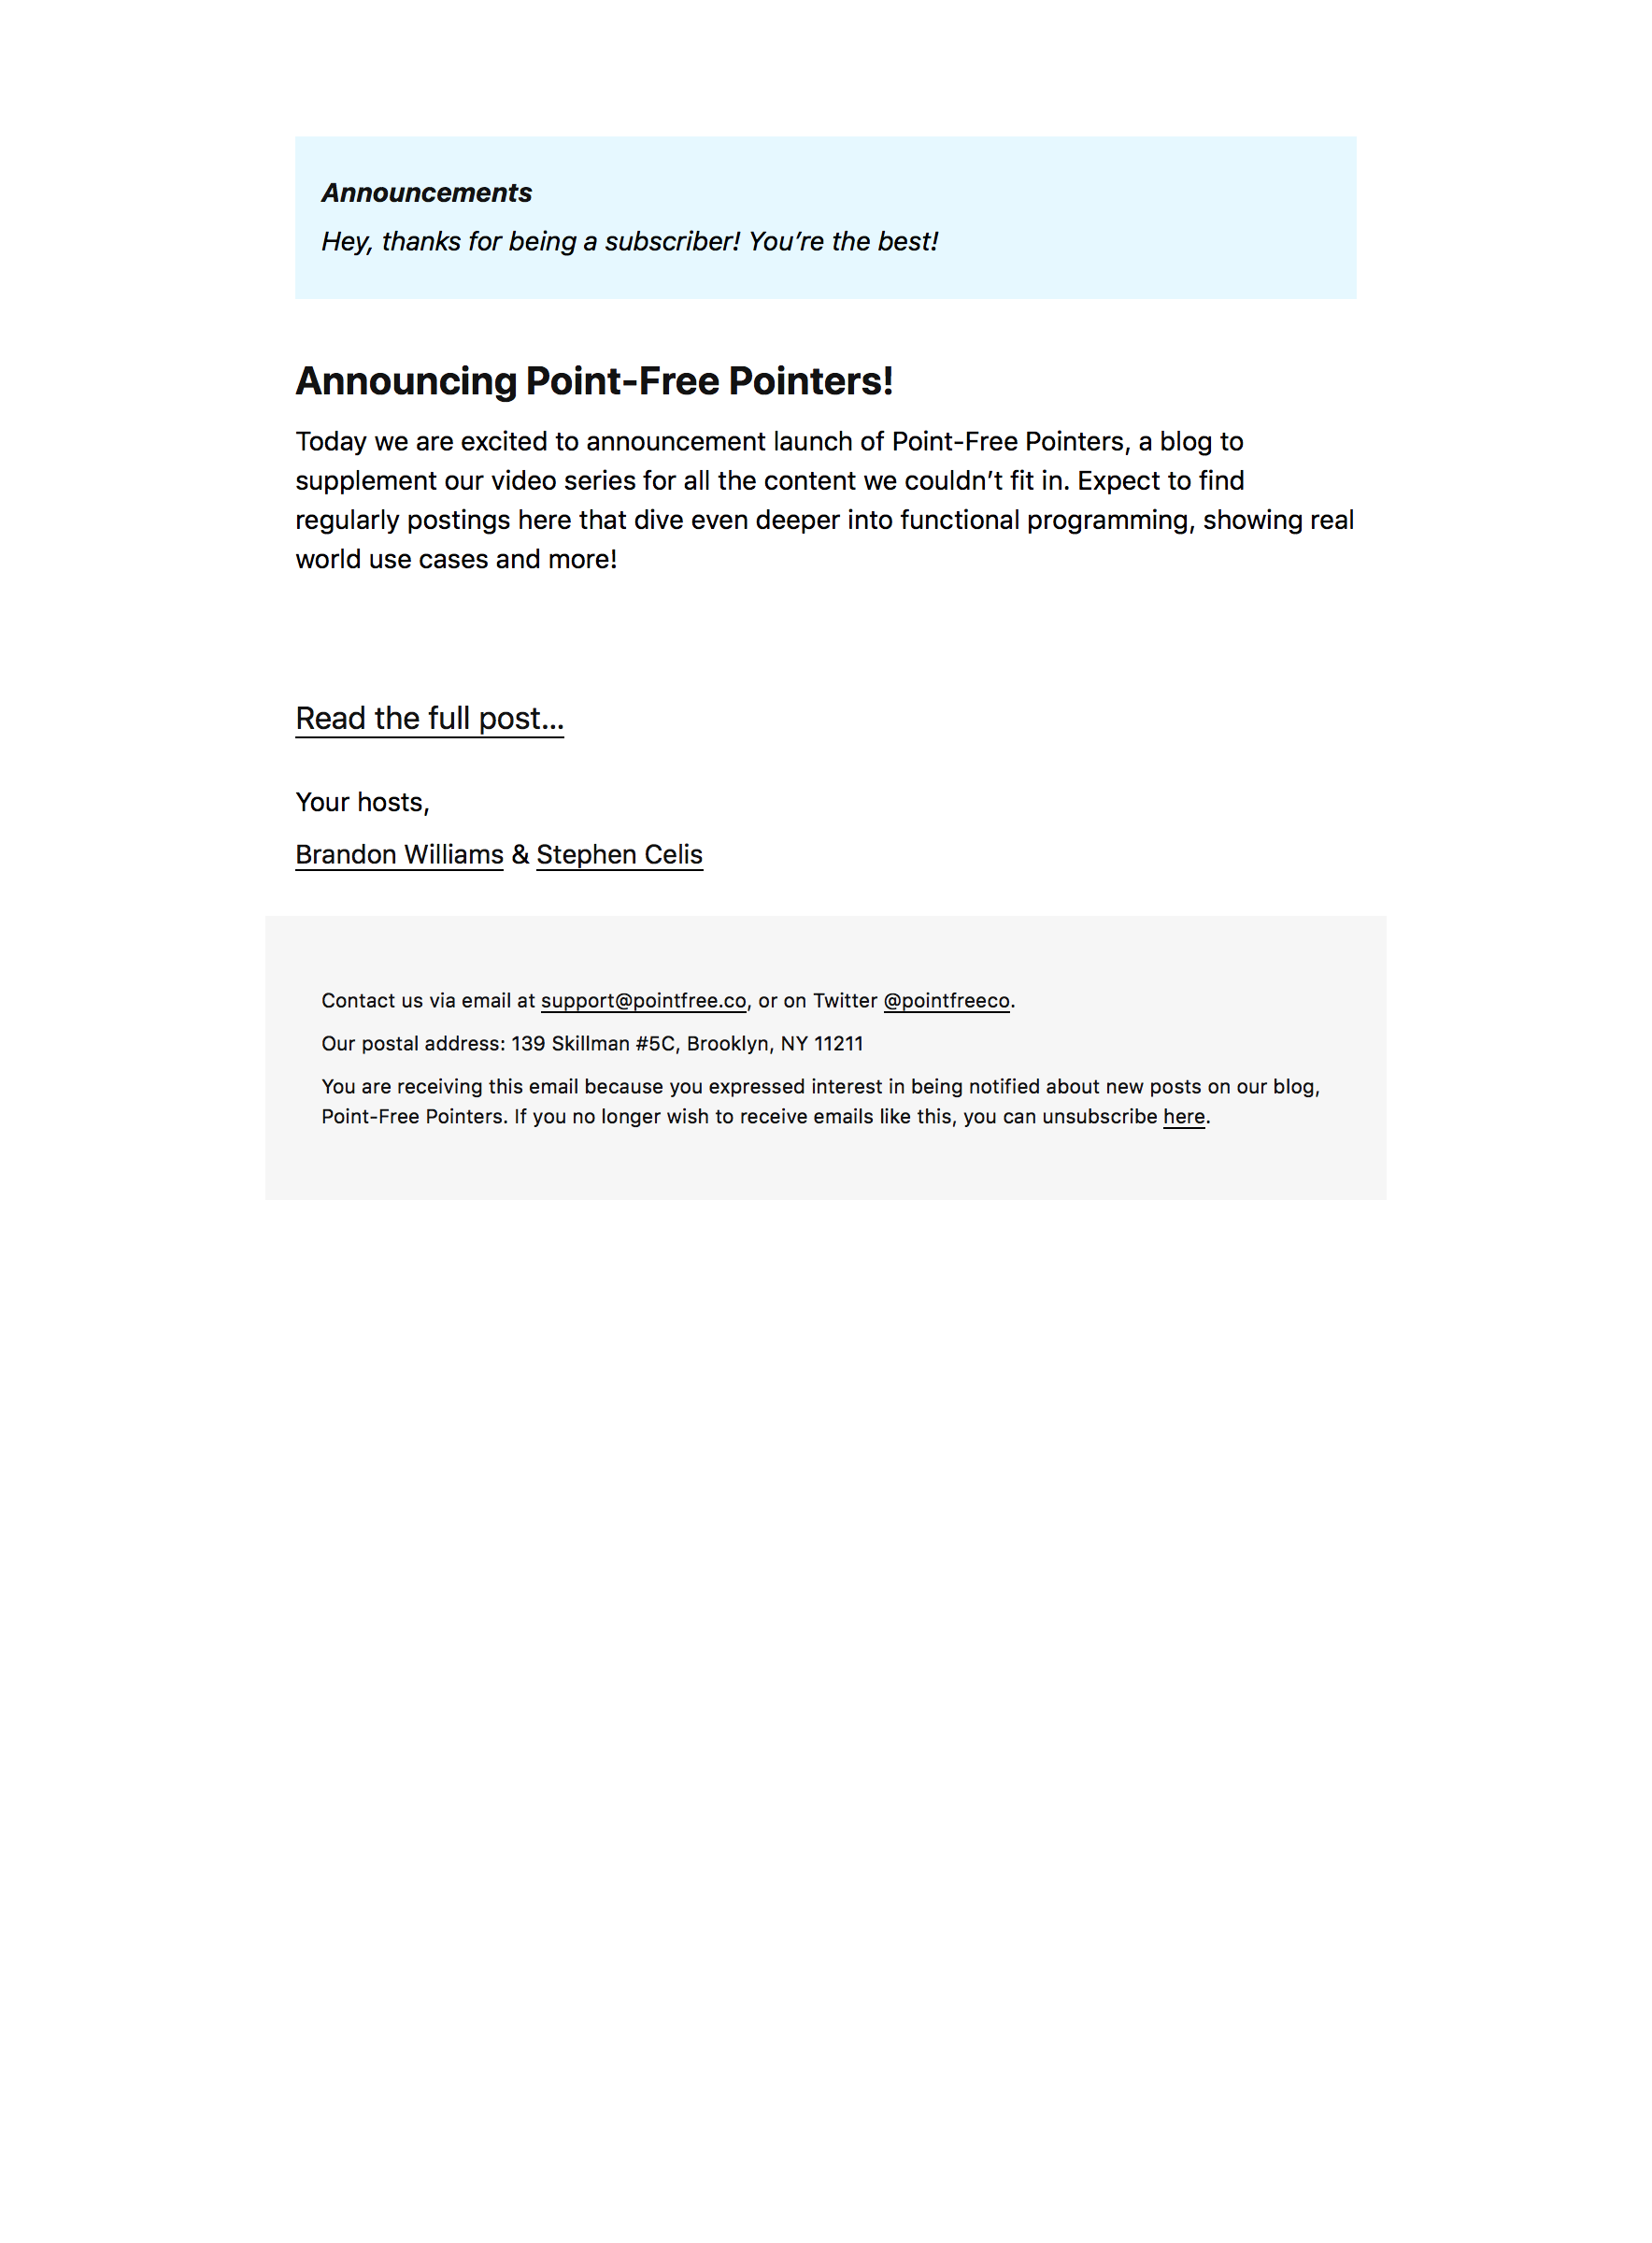 Announcements
Hey, thanks for being a subscriber! You’re the best!
Announcing Point-Free Pointers!
Today we are excited to announcement launch of Point-Free Pointers, a blog to
supplement our video series for all the content we couldn’t fit in. Expect to find
regularly postings here that dive even deeper into functional programming, showing real
world use cases and more!
Read the full post…
Your hosts,
Brandon Williams & Stephen Celis
Contact us via email at support@pointfree.co, or on Twitter @pointfreeco.
Our postal address: 139 Skillman #5C, Brooklyn, NY 11211
You are receiving this email because you expressed interest in being notified about new posts on our blog,
Point-Free Pointers. If you no longer wish to receive emails like this, you can unsubscribe here.